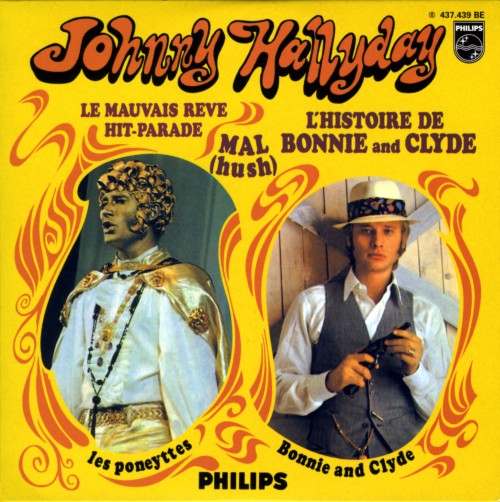 ℗ 437.439 BE
PHILIPS
Johnny Hallyday
LE MAUVAIS REVE
HIT-PARADE
MAL
(hush)
L'HISTOIRE DE
BONNIE and CLYDE
les poneyttes
Bonnie and Clyde
PHILIPS